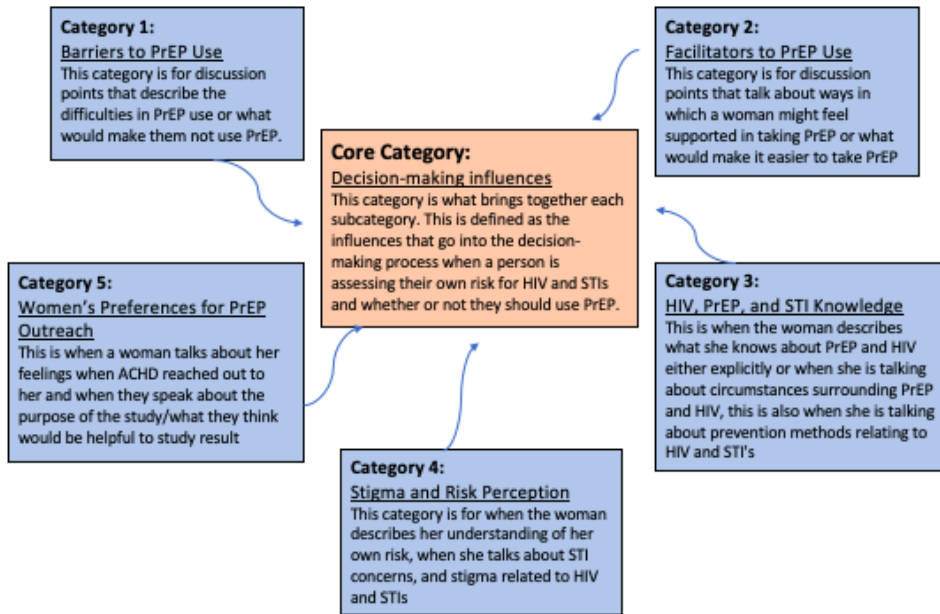 Category 1:
Barriers to PrEP Use
This category is for discussion
points that describe the
difficulties in PrEP use or what
would make them not use PrEP.
Category 2:
Facilitators to PrEP Use
This category is for discussion
points that talk about ways in
which a woman might feel
supported in taking PrEP or what
would make it easier to take PrEP
Core Category:
Decision-making influences
This category is what brings together each
subcategory. This is defined as the
influences that go into the decision-
making process when a person is
assessing their own risk for HIV and STIs
and whether or not they should use PrEP.
Category 5:
Women's Preferences for PrEP
Outreach
This is when a woman talks about her
feelings when ACHD reached out to
her and when they speak about the
purpose of the study/what they think
would be helpful to study result
Category 3:
HIV, PrEP, and STI Knowledge
This is when the woman describes
what she knows about PrEP and HIV
either explicitly or when she is talking
about circumstances surrounding PrEP
and HIV, this is also when she is talking
about prevention methods relating to
HIV and STI's
Category 4:
Stigma and Risk Perception
This category is for when the woman
describes her understanding of her
own risk, when she talks about STI
concerns, and stigma related to HIV
and STIs